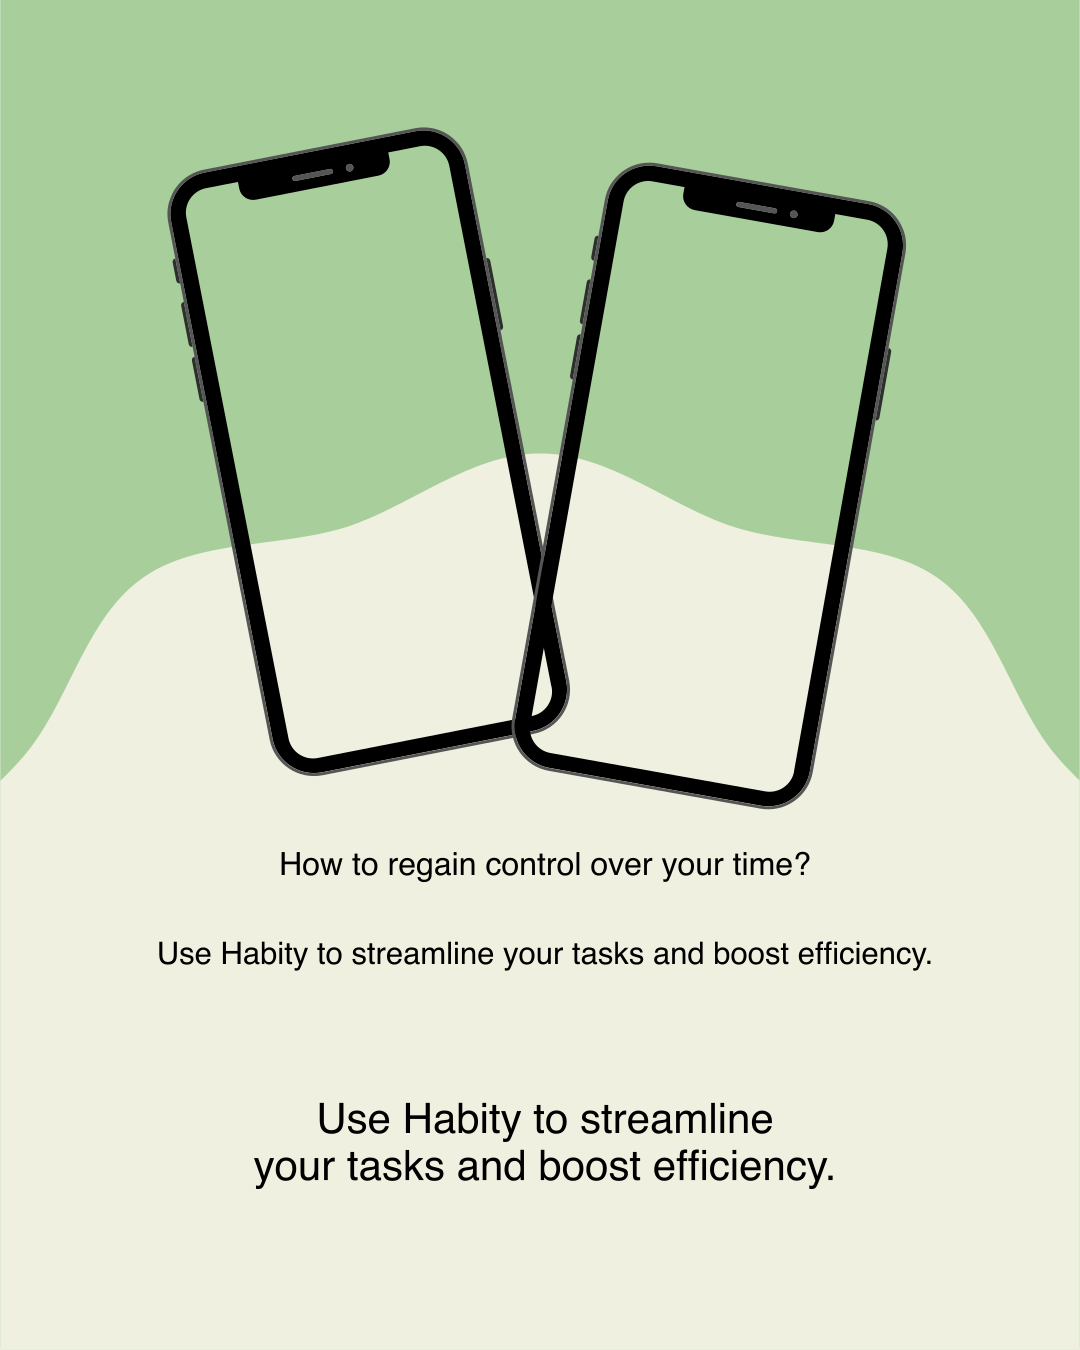 How to regain control over your time?
Use Habity to streamline your tasks and boost efficiency.
Use Habity to streamline
your tasks and boost efficiency.